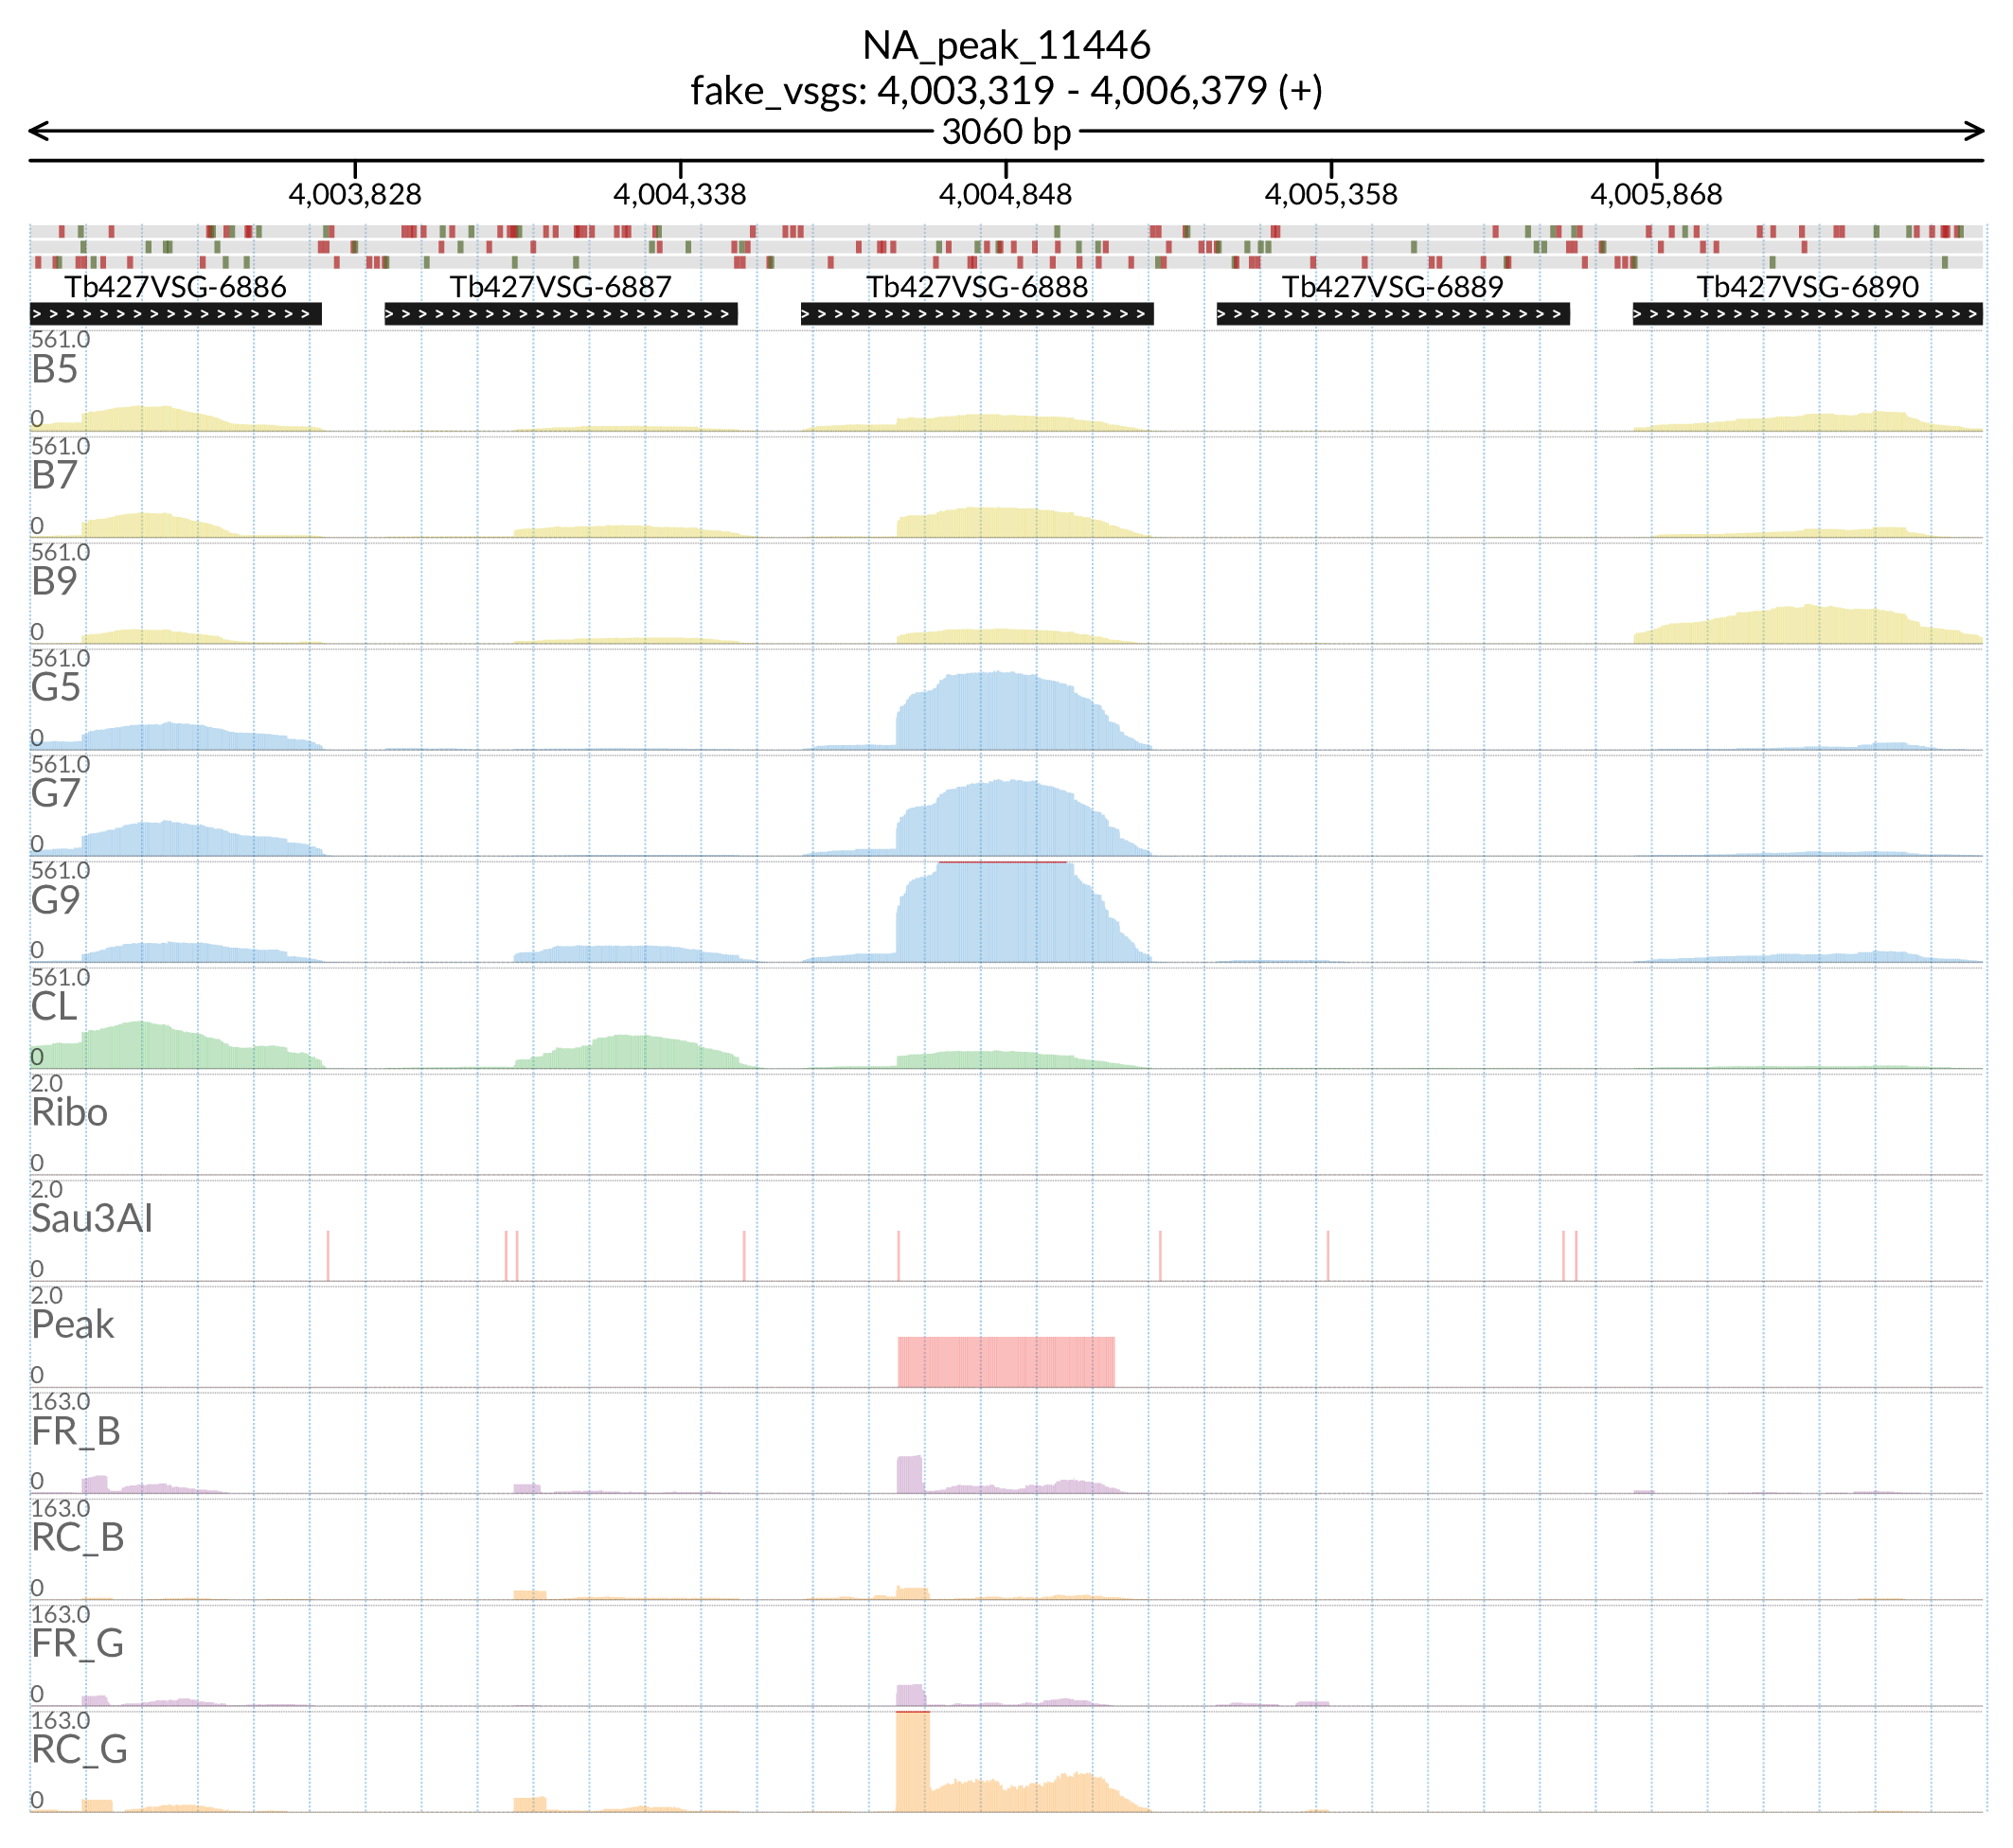 NA_peak_11446
fake_vsgs: 4,003,319 - 4,006,379 (+)
3060 bp
4,003,828 4,004,338 4,004,848 4,005,358 4,005,868
Tb427VSG-6886 Tb427VSG-6887 Tb427VSG-6888 Tb427VSG-6889 Tb427VSG-6890
561.0
B5
0
561.0
B7
0
561.0
B9
0
561.0
G5
0
561.0
G7
0
561.0
G9
0
561.0
CL
0
2.0
Ribo
0
2.0
Sau3AI
0
2.0
Peak
0
163.0
FR_B
0
163.0
RC_B
0
163.0
FR_G
0
163.0
RC_G
0